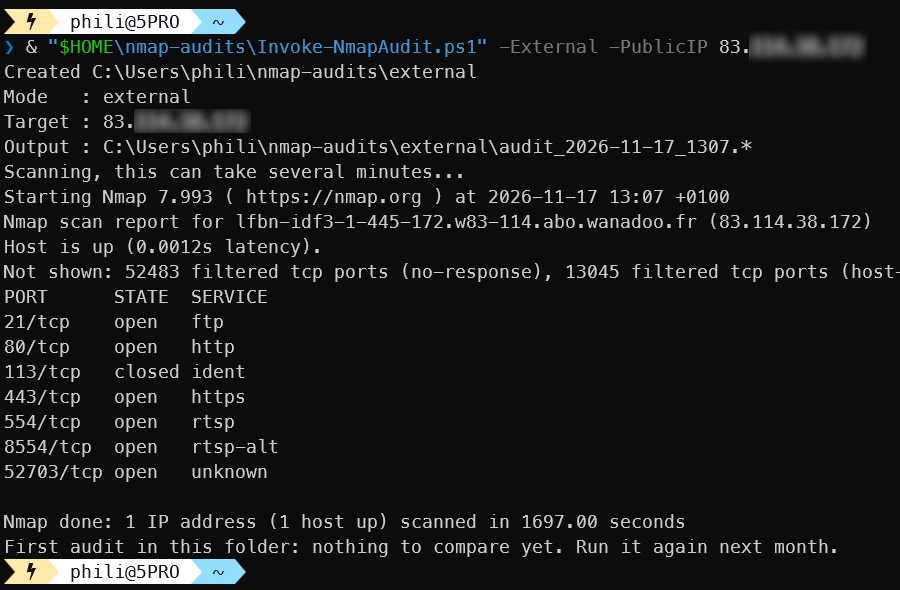 phili@5PRO ~
❯ & "$HOME\nmap-audits\Invoke-NmapAudit.ps1" -External -PublicIP 83.
Created C:\Users\phili\nmap-audits\external
Mode   : external
Target : 83.
Output : C:\Users\phili\nmap-audits\external\audit_2026-11-17_1307.*
Scanning, this can take several minutes...
Starting Nmap 7.993 ( https://nmap.org ) at 2026-11-17 13:07 +0100
Nmap scan report for lfbn-idf3-1-445-172.w83-114.abo.wanadoo.fr (83.114.38.172)
Host is up (0.0012s latency).
Not shown: 52483 filtered tcp ports (no-response), 13045 filtered tcp ports (host-
PORT      STATE  SERVICE
21/tcp    open   ftp
80/tcp    open   http
113/tcp   closed ident
443/tcp   open   https
554/tcp   open   rtsp
8554/tcp  open   rtsp-alt
52703/tcp open   unknown
Nmap done: 1 IP address (1 host up) scanned in 1697.00 seconds
First audit in this folder: nothing to compare yet. Run it again next month.
phili@5PRO ~